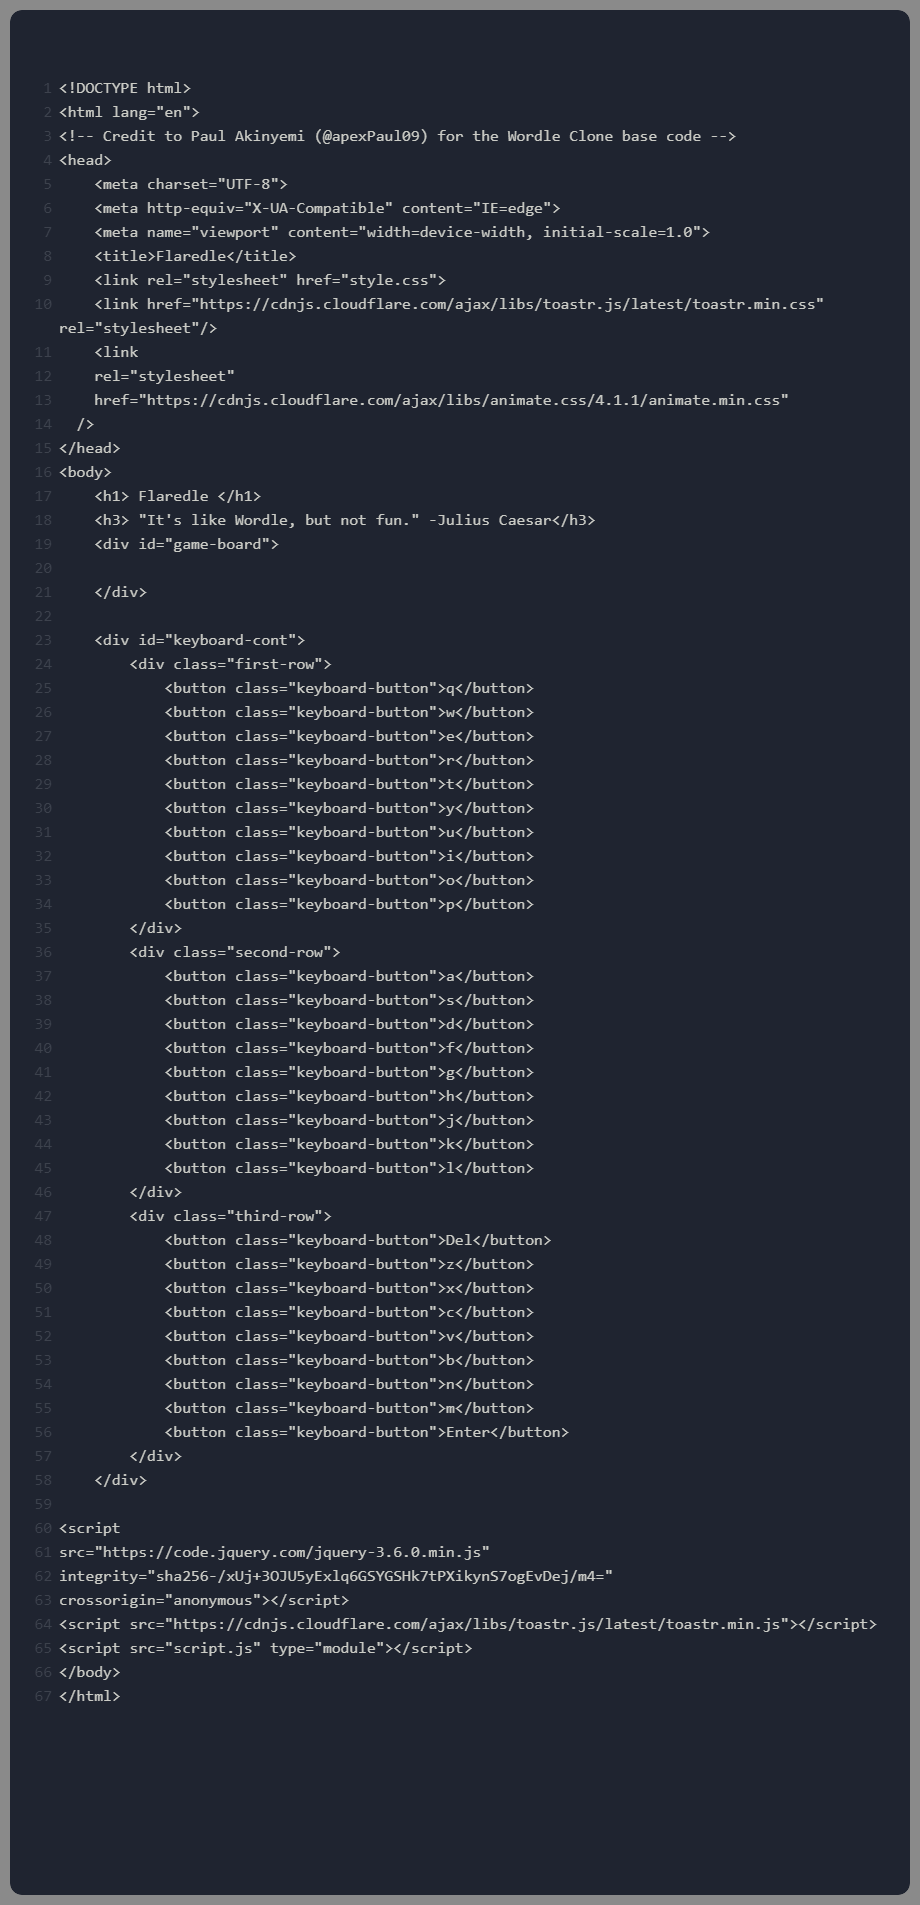 1 <!DOCTYPE html>
2 <html lang="en">
3 <!-- Credit to Paul Akinyemi (@apexPaul09) for the Wordle Clone base code -->
4 <head>
5     <meta charset="UTF-8">
6     <meta http-equiv="X-UA-Compatible" content="IE=edge">
7     <meta name="viewport" content="width=device-width, initial-scale=1.0">
8     <title>Flaredle</title>
9     <link rel="stylesheet" href="style.css">
10     <link href="https://cdnjs.cloudflare.com/ajax/libs/toastr.js/latest/toastr.min.css"
rel="stylesheet"/>
11     <link
12     rel="stylesheet"
13     href="https://cdnjs.cloudflare.com/ajax/libs/animate.css/4.1.1/animate.min.css"
14   />
15 </head>
16 <body>
17     <h1> Flaredle </h1>
18     <h3> "It's like Wordle, but not fun." -Julius Caesar</h3>
19     <div id="game-board">
20
21     </div>
22
23     <div id="keyboard-cont">
24         <div class="first-row">
25             <button class="keyboard-button">q</button>
26             <button class="keyboard-button">w</button>
27             <button class="keyboard-button">e</button>
28             <button class="keyboard-button">r</button>
29             <button class="keyboard-button">t</button>
30             <button class="keyboard-button">y</button>
31             <button class="keyboard-button">u</button>
32             <button class="keyboard-button">i</button>
33             <button class="keyboard-button">o</button>
34             <button class="keyboard-button">p</button>
35         </div>
36         <div class="second-row">
37             <button class="keyboard-button">a</button>
38             <button class="keyboard-button">s</button>
39             <button class="keyboard-button">d</button>
40             <button class="keyboard-button">f</button>
41             <button class="keyboard-button">g</button>
42             <button class="keyboard-button">h</button>
43             <button class="keyboard-button">j</button>
44             <button class="keyboard-button">k</button>
45             <button class="keyboard-button">l</button>
46         </div>
47         <div class="third-row">
48             <button class="keyboard-button">Del</button>
49             <button class="keyboard-button">z</button>
50             <button class="keyboard-button">x</button>
51             <button class="keyboard-button">c</button>
52             <button class="keyboard-button">v</button>
53             <button class="keyboard-button">b</button>
54             <button class="keyboard-button">n</button>
55             <button class="keyboard-button">m</button>
56             <button class="keyboard-button">Enter</button>
57         </div>
58     </div>
59
60 <script
61 src="https://code.jquery.com/jquery-3.6.0.min.js"
62 integrity="sha256-/xUj+3OJU5yExlq6GSYGSHk7tPXikynS7ogEvDej/m4="
63 crossorigin="anonymous"></script>
64 <script src="https://cdnjs.cloudflare.com/ajax/libs/toastr.js/latest/toastr.min.js"></script>
65 <script src="script.js" type="module"></script>
66 </body>
67 </html>